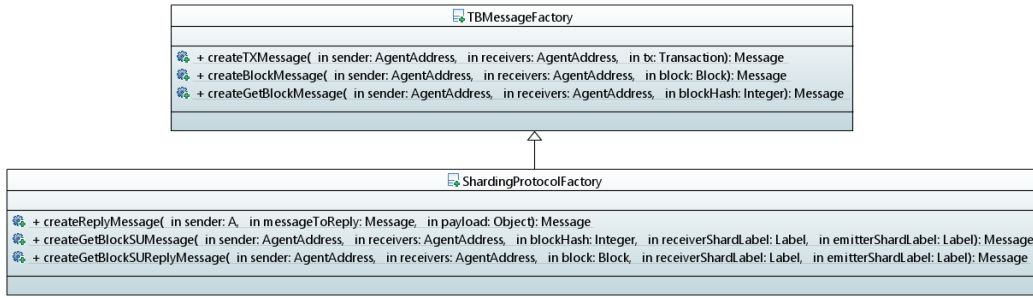 TBMessageFactory
+ createTXMessage( in sender: AgentAddress, in receivers: AgentAddress, in tx: Transaction): Message
+ createBlockMessage( in sender: AgentAddress, in receivers: AgentAddress, in block: Block): Message
+ createGetBlockMessage( in sender: AgentAddress, in receivers: AgentAddress, in blockHash: Integer): Message
ShardingProtocolFactory
+ createReplyMessage( in sender: A, in messageToReply: Message, in payload: Object): Message
+ createGetBlockSUMessage( in sender: AgentAddress, in receivers: AgentAddress, in blockHash: Integer, in receiverShardLabel: Label, in emitterShardLabel: Label): Message
+ createGetBlockSUReplyMessage( in sender: AgentAddress, in receivers: AgentAddress, in block: Block, in receiverShardLabel: Label, in emitterShardLabel: Label): Message